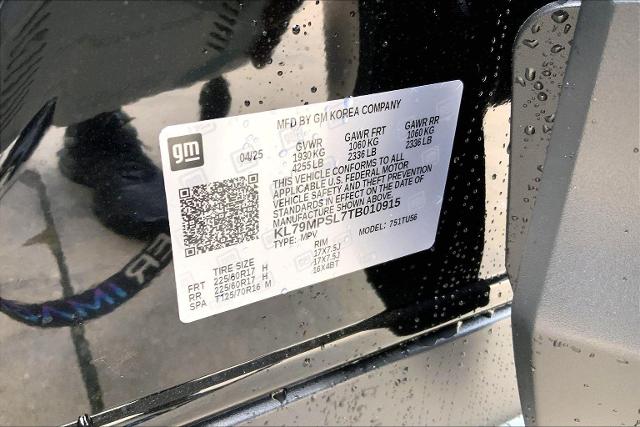 MFD BY GM KOREA COMPANY
gm
04/25
GVWR GAWR FRT GAWR RR
1930 KG 1060 KG 1060 KG
4255 LB 2336 LB 2336 LB
THIS VEHICLE CONFORMS TO ALL
APPLICABLE U.S. FEDERAL MOTOR
VEHICLE SAFETY AND THEFT PREVENTION
STANDARDS IN EFFECT ON THE DATE OF
MANUFACTURE SHOWN ABOVE
KL79MPSL7TB010915
TYPE: MPV MODEL: 751TUS6
TIRE SIZE RIM
FRT 225/60R17 H 17X7.5J
RR 225/60R17 H 17X7.5J
SPA T125/70R16 M 16X4BT